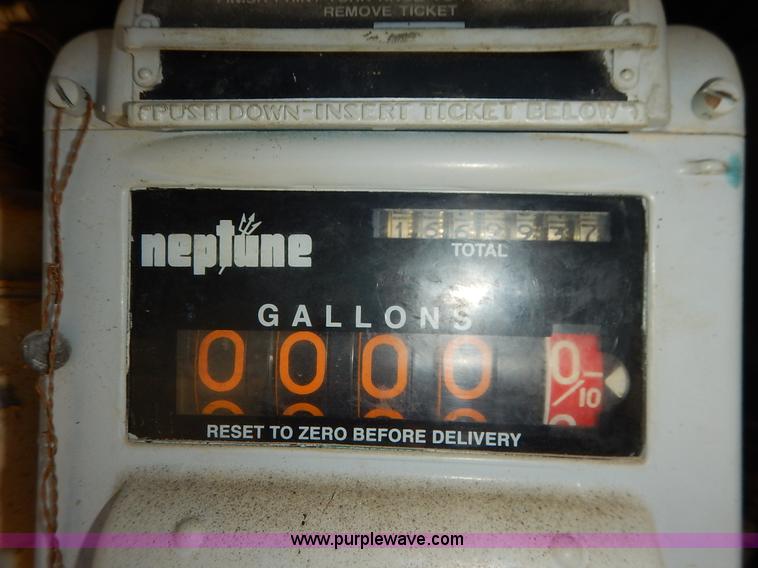 REMOVE TICKET
PUSH DOWN-INSERT TICKET BELOW
neptune
1662937
TOTAL
GALLONS
0000 0/10
RESET TO ZERO BEFORE DELIVERY
www.purplewave.com